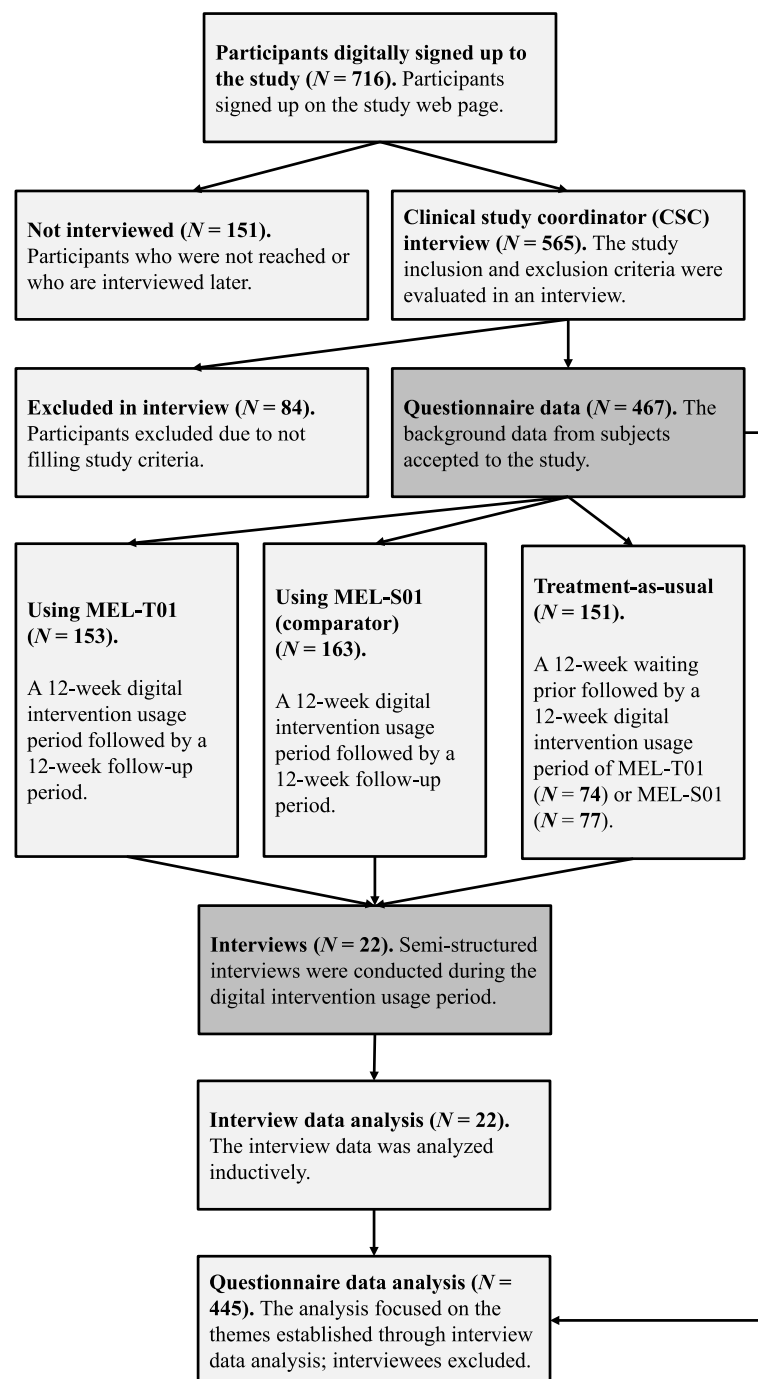 Participants digitally signed up to
the study (N = 716). Participants
signed up on the study web page.
Not interviewed (N = 151).
Participants who were not reached or
who are interviewed later.
Clinical study coordinator (CSC)
interview (N = 565). The study
inclusion and exclusion criteria were
evaluated in an interview.
Excluded in interview (N = 84).
Participants excluded due to not
filling study criteria.
Questionnaire data (N = 467). The
background data from subjects
accepted to the study.
Using MEL-T01
(N = 153).
A 12-week digital
intervention usage
period followed by a
12-week follow-up
period.
Using MEL-S01
(comparator)
(N = 163).
A 12-week digital
intervention usage
period followed by a
12-week follow-up
period.
Treatment-as-usual
(N = 151).
A 12-week waiting
prior followed by a
12-week digital
intervention usage
period of MEL-T01
(N = 74) or MEL-S01
(N = 77).
Interviews (N = 22). Semi-structured
interviews were conducted during the
digital intervention usage period.
Interview data analysis (N = 22).
The interview data was analyzed
inductively.
Questionnaire data analysis (N =
445). The analysis focused on the
themes established through interview
data analysis; interviewees excluded.